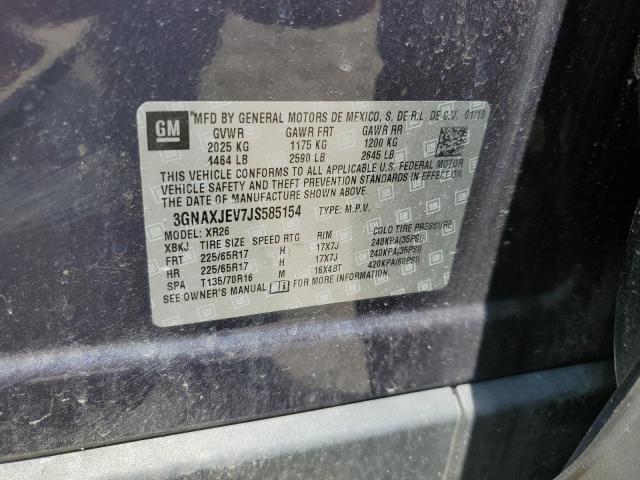 GM
MFD BY GENERAL MOTORS DE MEXICO, S. DE R.L. DE C.V. 01/18
GVWR GAWR FRT GAWR RR
2025 KG 1175 KG 1200 KG
4464 LB 2590 LB 2645 LB
THIS VEHICLE CONFORMS TO ALL APPLICABLE U.S. FEDERAL MOTOR
VEHICLE SAFETY AND THEFT PREVENTION STANDARDS IN EFFECT ON
THE DATE OF MANUFACTURE SHOWN ABOVE.
3GNAXJEV7JS585154 TYPE: M.P.V.
MODEL: XR26
XBKJ TIRE SIZE SPEED RTG RIM COLD TIRE PRESSURE
FRT 225/65R17 H 17X7J 240KPA(35PSI)
RR 225/65R17 H 17X7J 240KPA(35PSI)
SPA T135/70R16 M 16X4BT 420KPA(60PSI)
SEE OWNER'S MANUAL FOR MORE INFORMATION.